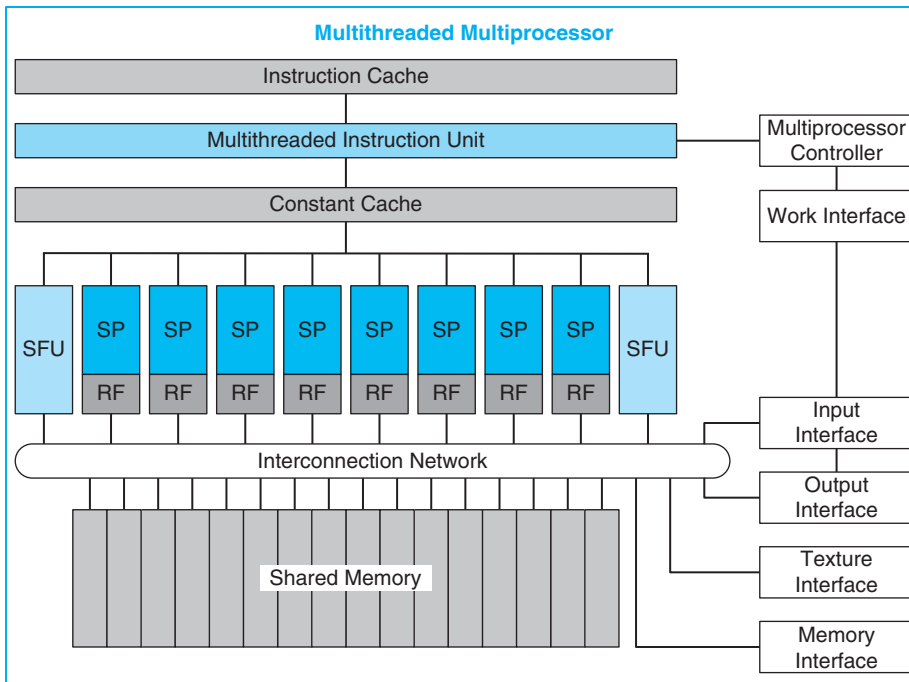 Multithreaded Multiprocessor
Instruction Cache
Multithreaded Instruction Unit
Multiprocessor
Controller
Constant Cache
Work Interface
SFU
SP
SP
SP
SP
SP
SP
SP
SP
SFU
RF
RF
RF
RF
RF
RF
RF
RF
Interconnection Network
Input
Interface
Output
Interface
Shared Memory
Texture
Interface
Memory
Interface